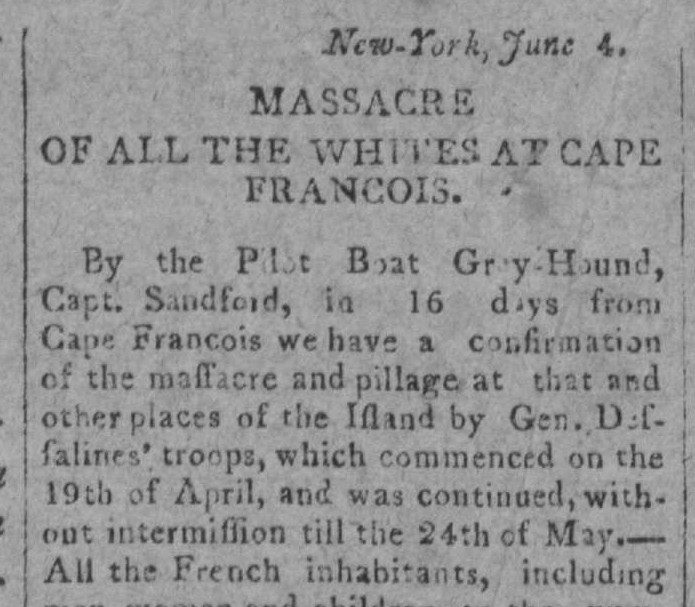 New-York, June 4.
MASSACRE
OF ALL THE WHITES AT CAPE
FRANCOIS.
By the Pilot Boat Grey-Hound,
Capt. Sandford, in 16 days from
Cape Francois we have a confirmation
of the maſſacre and pillage at that and
other places of the Iſland by Gen. Deſ-
ſalines' troops, which commenced on the
19th of April, and was continued, with-
out intermiſſion till the 24th of May.—
All the French inhabitants, including
women and children